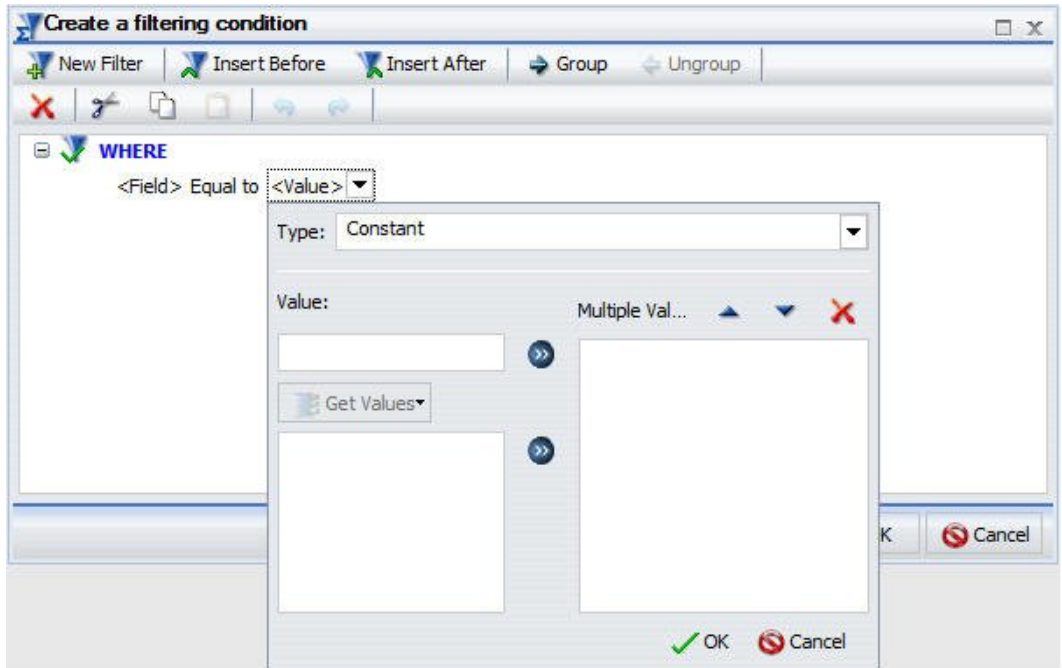 Create a filtering condition
New Filter Insert Before Insert After Group Ungroup
WHERE
<Field> Equal to <Value>
Type: Constant
Value:
Multiple Val...
Get Values
K Cancel
OK Cancel